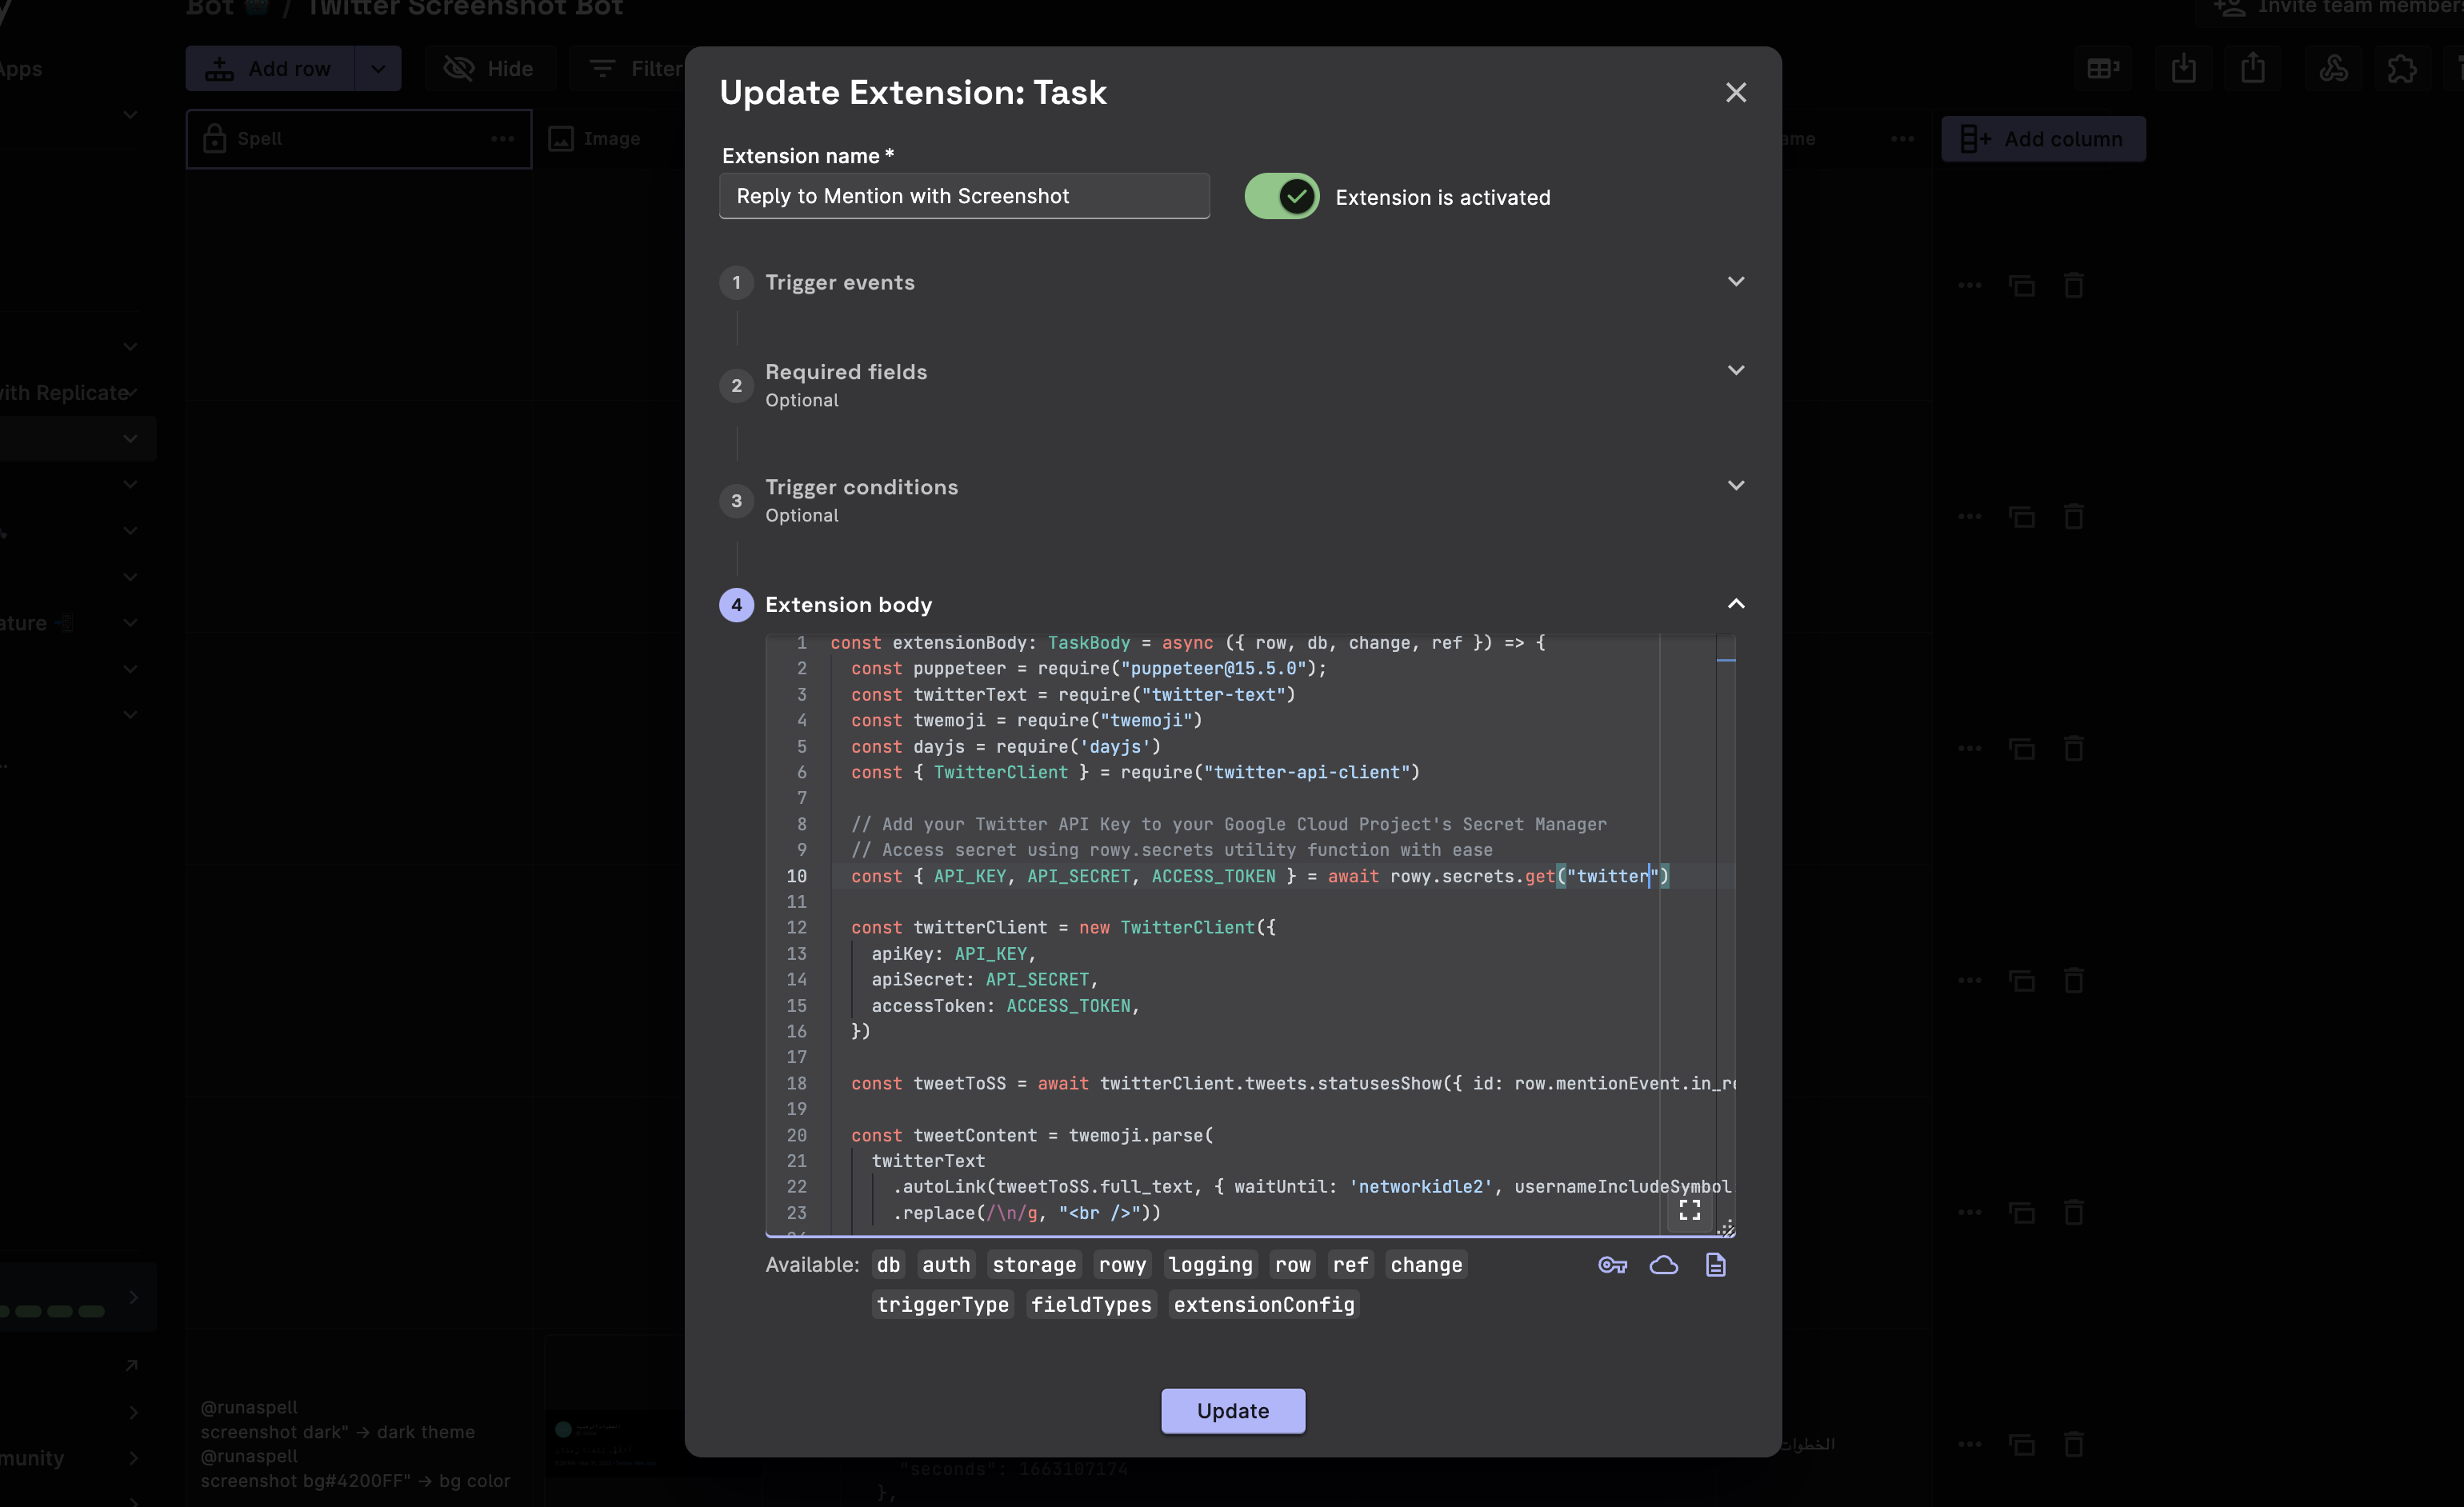 Bot / Twitter Screenshot Bot
Invite team members
Apps
Add row
Hide
Filter
Spell
Image
Add column
with Replicate
ature
munity
Update Extension: Task
Extension name *
Reply to Mention with Screenshot
Extension is activated
1 Trigger events
2 Required fields
Optional
3 Trigger conditions
Optional
4 Extension body
1 const extensionBody: TaskBody = async ({ row, db, change, ref }) => {
2 const puppeteer = require("puppeteer@15.5.0");
3 const twitterText = require("twitter-text")
4 const twemoji = require("twemoji")
5 const dayjs = require('dayjs')
6 const { TwitterClient } = require("twitter-api-client")
7
8 // Add your Twitter API Key to your Google Cloud Project's Secret Manager
9 // Access secret using rowy.secrets utility function with ease
10 const { API_KEY, API_SECRET, ACCESS_TOKEN } = await rowy.secrets.get("twitter")
11
12 const twitterClient = new TwitterClient({
13 apiKey: API_KEY,
14 apiSecret: API_SECRET,
15 accessToken: ACCESS_TOKEN,
16 })
17
18 const tweetToSS = await twitterClient.tweets.statusesShow({ id: row.mentionEvent.in_re
19
20 const tweetContent = twemoji.parse(
21 twitterText
22 .autoLink(tweetToSS.full_text, { waitUntil: 'networkidle2', usernameIncludeSymbol
23 .replace(/\n/g, "<br />"))
Available: db auth storage rowy logging row ref change
triggerType fieldTypes extensionConfig
Update
@runaspell
screenshot dark" → dark theme
@runaspell
screenshot bg#4200FF" → bg color
"seconds": 1663107174
},
الخطوات